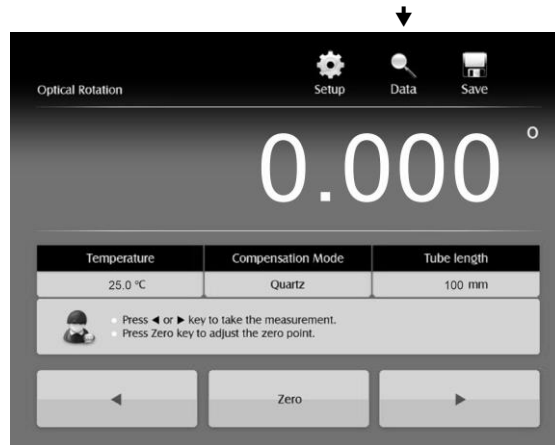 Optical Rotation
Setup Data Save
0.000 °
Temperature Compensation Mode Tube length
25.0 ℃ Quartz 100 mm
Press ◄ or ► key to take the measurement.
Press Zero key to adjust the zero point.
◄ Zero ►